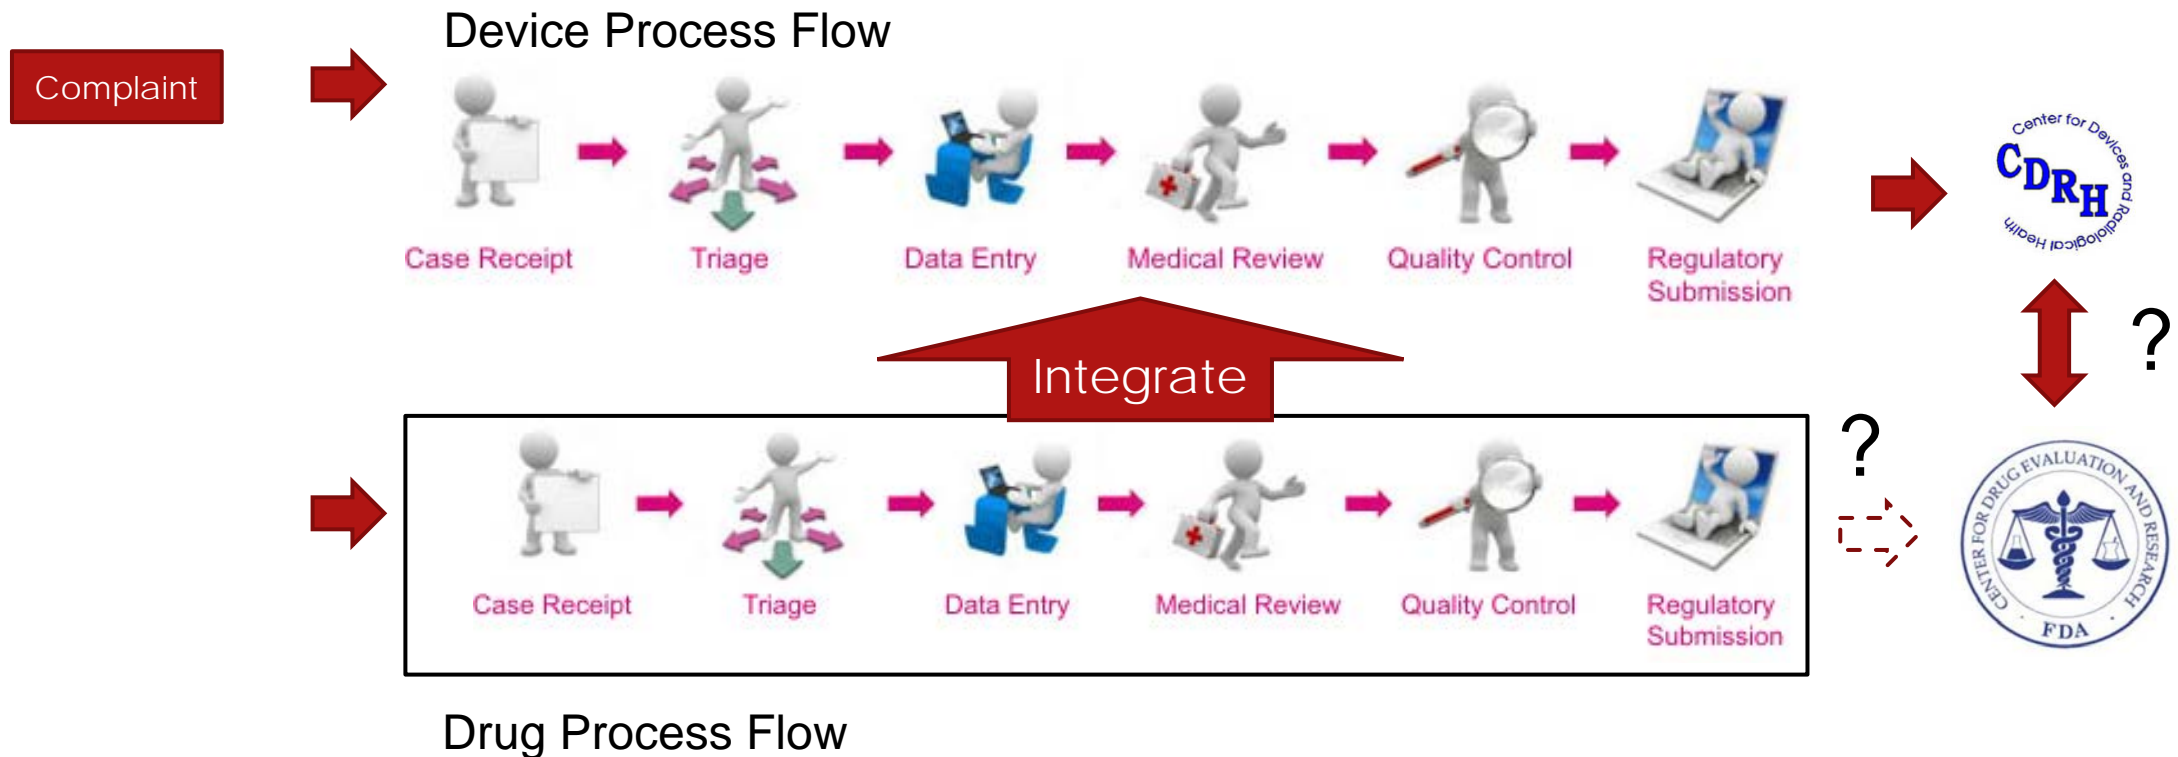 Device Process Flow
Complaint
Case Receipt
Triage
Data Entry
Medical Review
Quality Control
Regulatory
Submission
Center for Devices and Radiological Health
CDRH
?
Integrate
?
Case Receipt
Triage
Data Entry
Medical Review
Quality Control
Regulatory
Submission
CENTER FOR DRUG EVALUATION AND RESEARCH
· FDA ·
Drug Process Flow